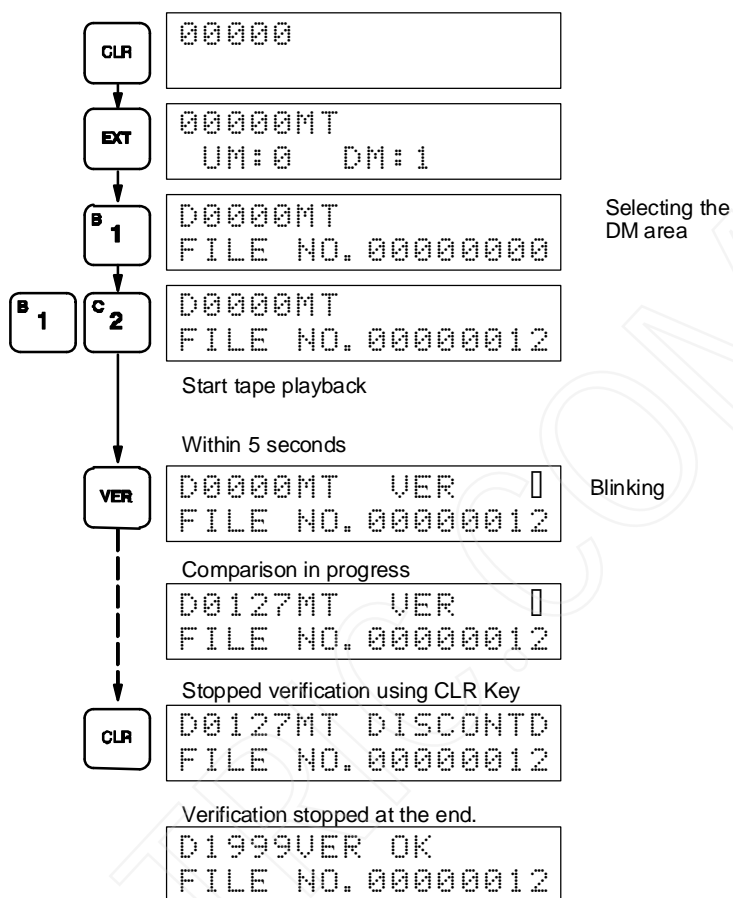 CLR
00000
EXT
00000MT
UM:0 DM:1
B 1
D0000MT
FILE NO.00000000
Selecting the
DM area
B 1
C 2
D0000MT
FILE NO.00000012
Start tape playback
Within 5 seconds
VER
D0000MT VER
FILE NO.00000012
Blinking
Comparison in progress
D0127MT VER
FILE NO.00000012
Stopped verification using CLR Key
CLR
D0127MT DISCONTD
FILE NO.00000012
Verification stopped at the end.
D1999VER OK
FILE NO.00000012